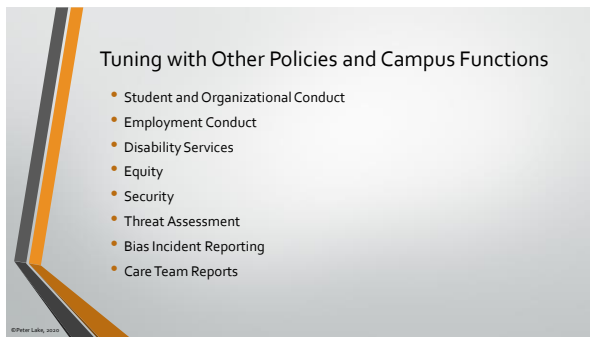 Tuning with Other Policies and Campus Functions
• Student and Organizational Conduct
• Employment Conduct
• Disability Services
• Equity
• Security
• Threat Assessment
• Bias Incident Reporting
• Care Team Reports
©Peter Lake, 2020